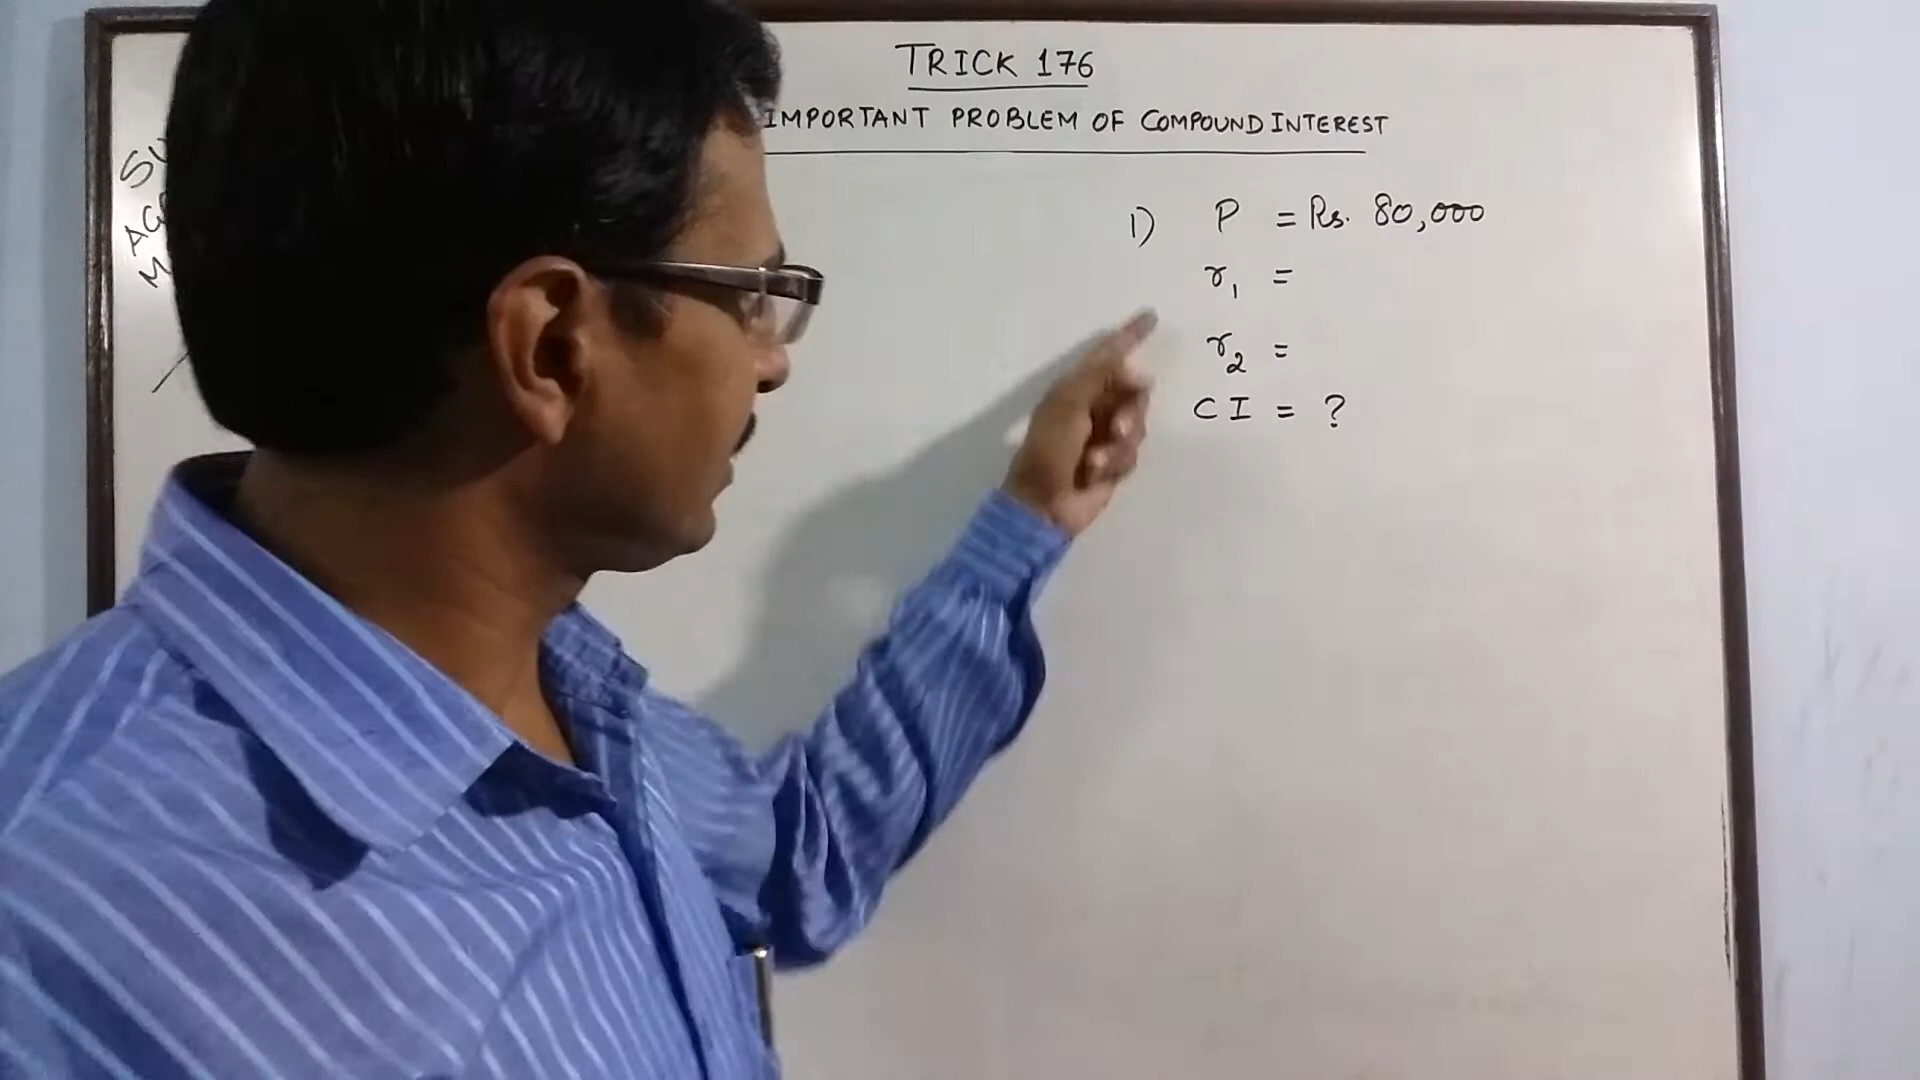 TRICK 176
IMPORTANT PROBLEM OF COMPOUND INTEREST
1) P = Rs. 80,000
r1 =
r2 =
CI = ?